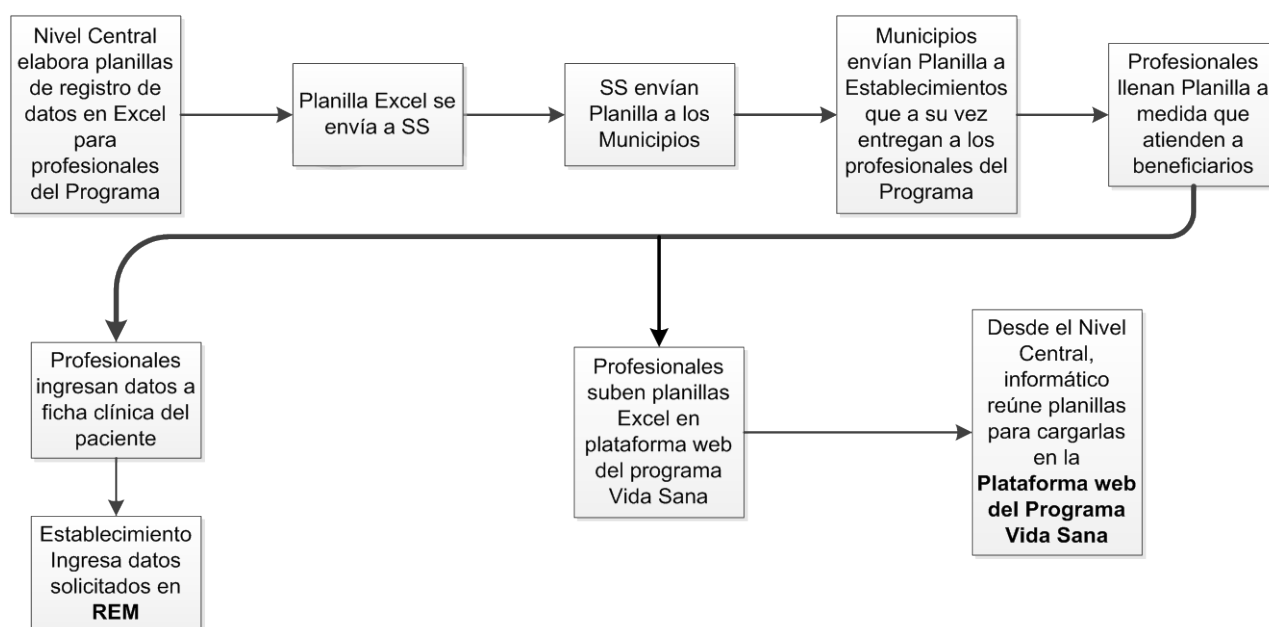 Nivel Central
elabora planillas
de registro de
datos en Excel
para
profesionales
del Programa
Planilla Excel se
envía a SS
SS envían
Planilla a los
Municipios
Municipios
envían Planilla a
Establecimientos
que a su vez
entregan a los
profesionales del
Programa
Profesionales
llenan Planilla a
medida que
atienden a
beneficiarios
Profesionales
ingresan datos a
ficha clínica del
paciente
Establecimiento
Ingresa datos
solicitados en
REM
Profesionales
suben planillas
Excel en
plataforma web
del programa
Vida Sana
Desde el Nivel
Central,
informático
reúne planillas
para cargarlas
en la
Plataforma web
del Programa
Vida Sana